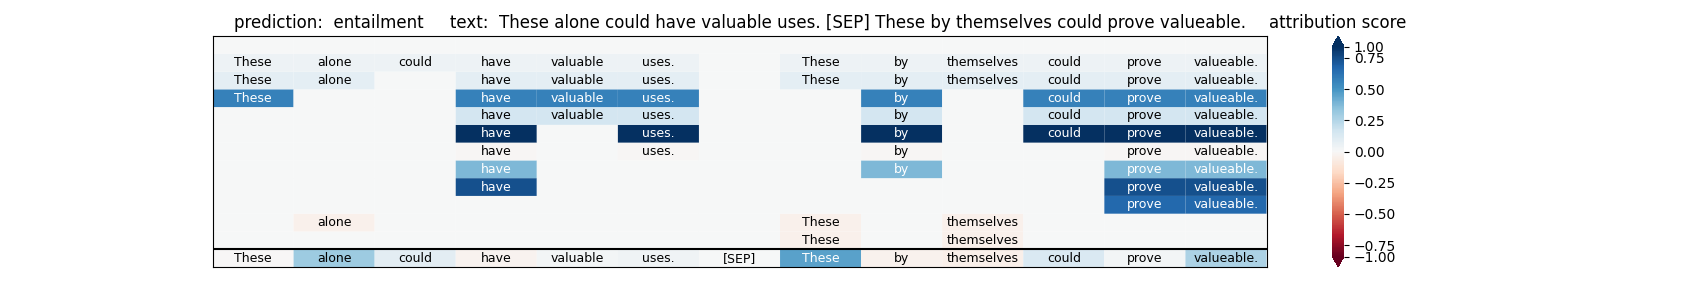 prediction: entailment text: These alone could have valuable uses. [SEP] These by themselves could prove valueable. attribution score
These alone could have valuable uses. These by themselves could prove valueable.
These alone have valuable uses. These by themselves could prove valueable.
These have valuable uses. by could prove valueable.
have valuable uses. by could prove valueable.
have uses. by could prove valueable.
have uses. by prove valueable.
have by prove valueable.
have prove valueable.
prove valueable.
alone These themselves
These themselves
These alone could have valuable uses. [SEP] These by themselves could prove valueable.
1.00
0.75
0.50
0.25
0.00
−0.25
−0.50
−0.75
−1.00